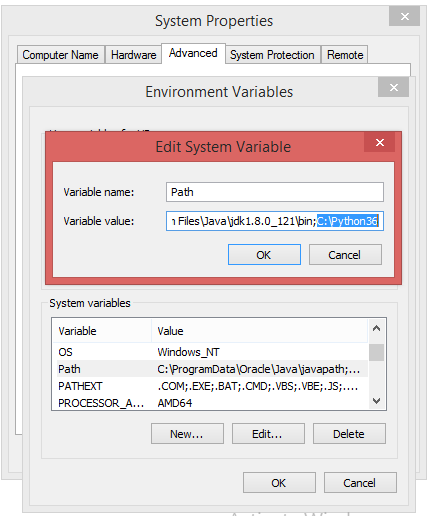 System Properties
Computer Name Hardware Advanced System Protection Remote
Environment Variables
Edit System Variable
Variable name: Path
Variable value: n Files\Java\jdk1.8.0_121\bin;C:\Python36
OK Cancel
System variables
Variable Value
OS Windows_NT
Path C:\ProgramData\Oracle\Java\javapath;...
PATHEXT .COM;.EXE;.BAT;.CMD;.VBS;.VBE;.JS;....
PROCESSOR_A... AMD64
New... Edit... Delete
OK Cancel